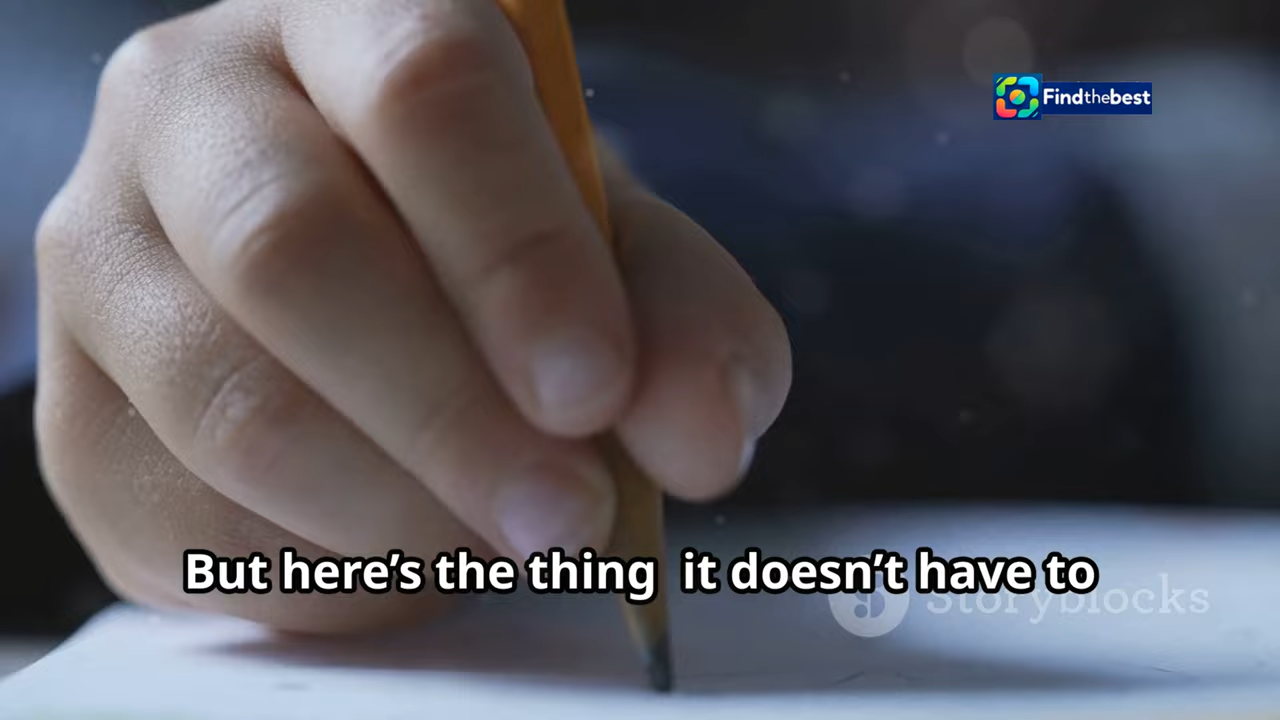 Findthebest
But here’s the thing  it doesn’t have to
Storyblocks